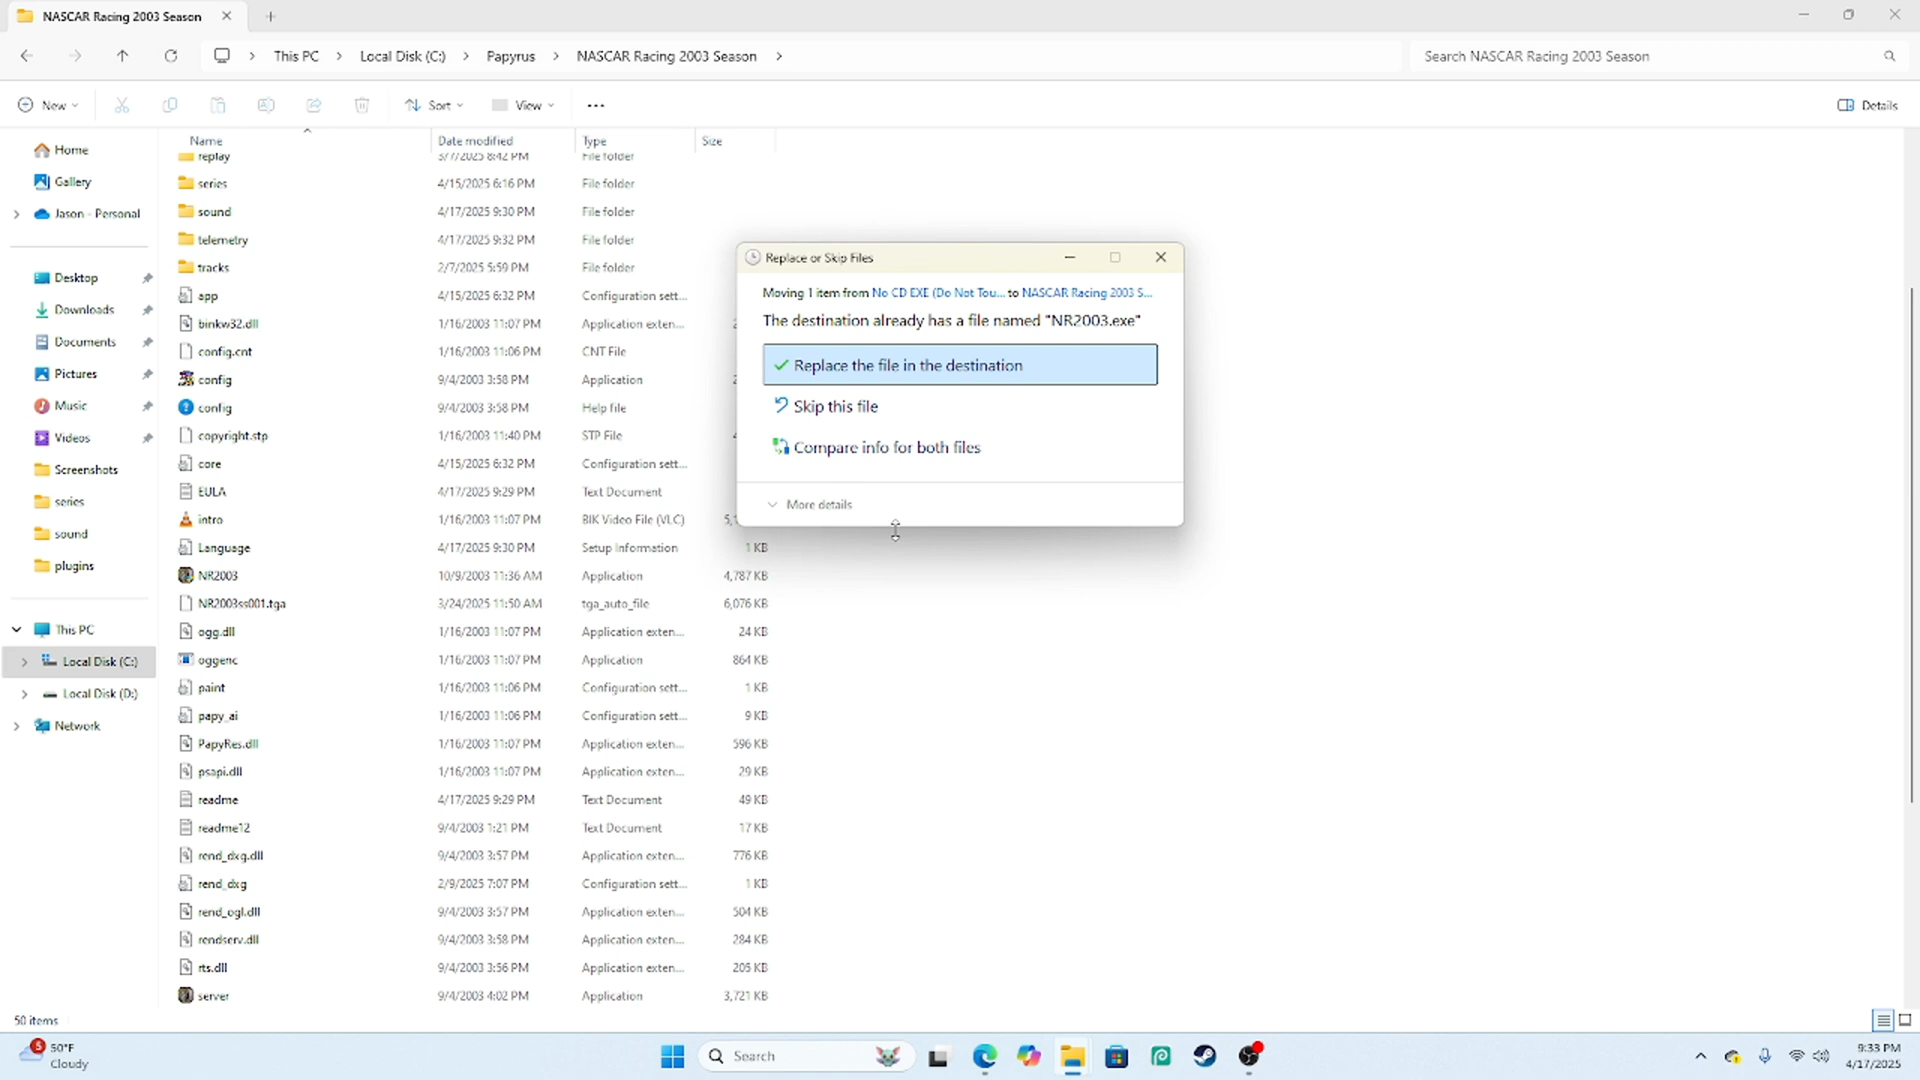 NASCAR Racing 2003 Season
This PC
Local Disk (C:)
Papyrus
NASCAR Racing 2003 Season
Search NASCAR Racing 2003 Season
New
Sort
View
Details
Home
Gallery
Jason - Personal
Desktop
Downloads
Documents
Pictures
Music
Videos
Screenshots
series
sound
plugins
This PC
Local Disk (C:)
Local Disk (D:)
Network
Name Date modified Type Size
replay 3/7/2025 8:42 PM File folder
series 4/15/2025 6:16 PM File folder
sound 4/17/2025 9:30 PM File folder
telemetry 4/17/2025 9:32 PM File folder
tracks 2/7/2025 5:59 PM File folder
app 4/15/2025 6:32 PM Configuration sett...
binkw32.dll 1/16/2003 11:07 PM Application exten...
config.cnt 1/16/2003 11:06 PM CNT File
config 9/4/2003 3:58 PM Application
config 9/4/2003 3:58 PM Help file
copyright.stp 1/16/2003 11:40 PM STP File
core 4/15/2025 6:32 PM Configuration sett...
EULA 4/17/2025 9:29 PM Text Document
intro 1/16/2003 11:07 PM BIK Video File (VLC)
Language 4/17/2025 9:30 PM Setup Information 1 KB
NR2003 10/9/2003 11:36 AM Application 4,787 KB
NR2003ss001.tga 3/24/2025 11:50 AM tga_auto_file 6,076 KB
ogg.dll 1/16/2003 11:07 PM Application exten... 24 KB
oggenc 1/16/2003 11:07 PM Application 864 KB
paint 1/16/2003 11:06 PM Configuration sett... 1 KB
papy_ai 1/16/2003 11:06 PM Configuration sett... 9 KB
PapyRes.dll 1/16/2003 11:07 PM Application exten... 596 KB
psapi.dll 1/16/2003 11:07 PM Application exten... 29 KB
readme 4/17/2025 9:29 PM Text Document 49 KB
readme12 9/4/2003 1:21 PM Text Document 17 KB
rend_dxg.dll 9/4/2003 3:57 PM Application exten... 776 KB
rend_dxg 2/9/2025 7:07 PM Configuration sett... 1 KB
rend_ogl.dll 9/4/2003 3:57 PM Application exten... 504 KB
rendserv.dll 9/4/2003 3:58 PM Application exten... 284 KB
rts.dll 9/4/2003 3:56 PM Application exten... 205 KB
server 9/4/2003 4:02 PM Application 3,721 KB
Replace or Skip Files
Moving 1 item from No CD EXE (Do Not Tou... to NASCAR Racing 2003 S...
The destination already has a file named "NR2003.exe"
Replace the file in the destination
Skip this file
Compare info for both files
More details
50 items
5
50°F
Cloudy
Search
9:33 PM
4/17/2025